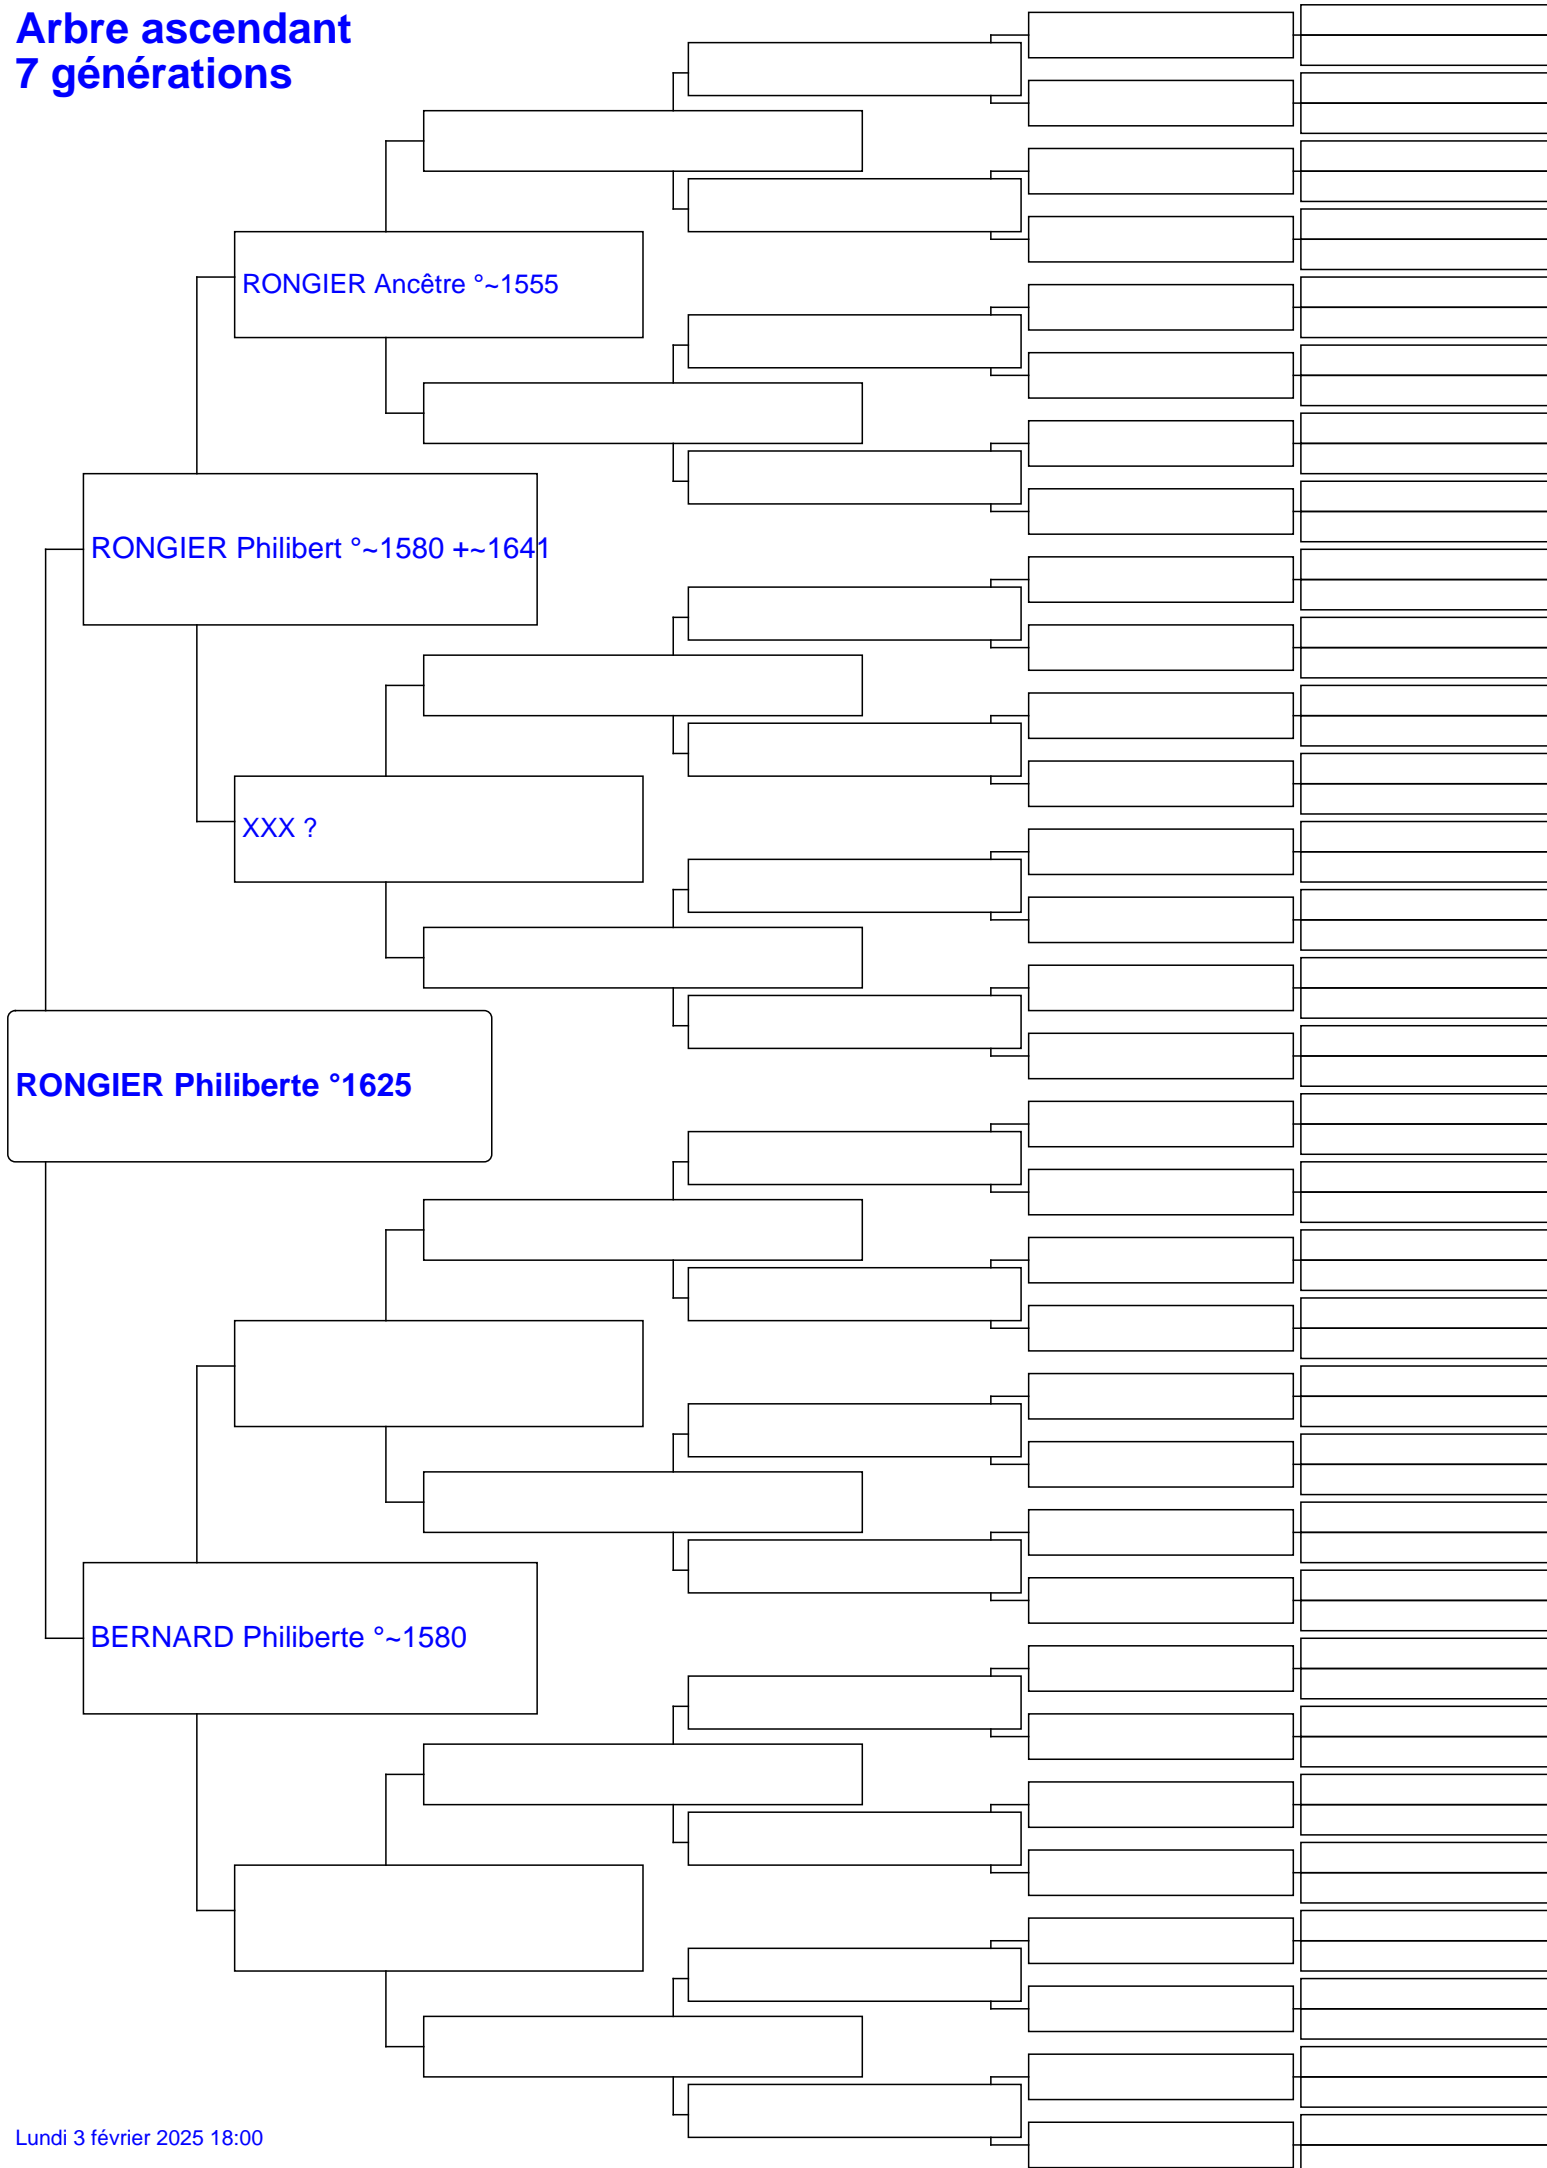 Arbre ascendant
7 générations
RONGIER Ancêtre °~1555
RONGIER Philibert °~1580 +~1641
XXX ?
RONGIER Philiberte °1625
BERNARD Philiberte °~1580
Lundi 3 février 2025 18:00